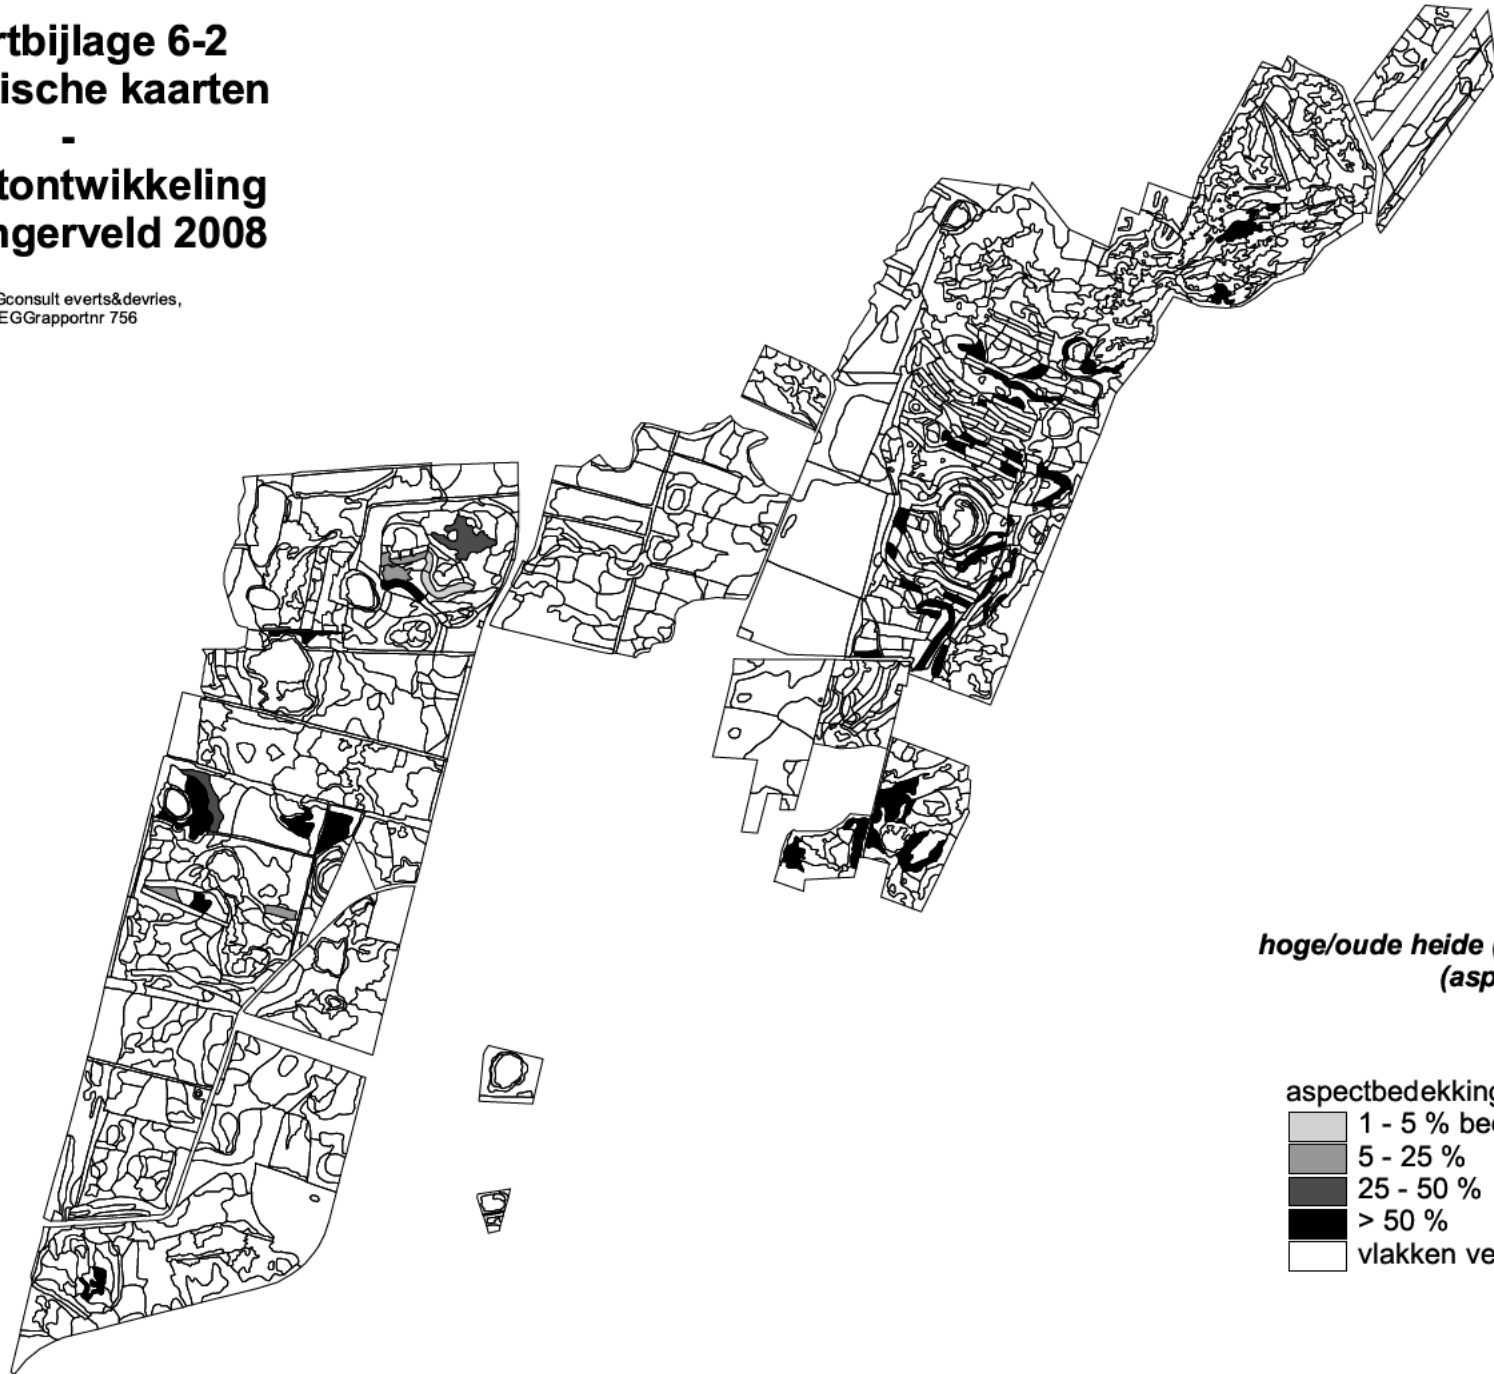 rtbijlage 6-2
ische kaarten
-
tontwikkeling
ngerveld 2008
Gconsult everts&devries,
EGGrapportnr 756
hoge/oude heide (
(asp
aspectbedekking
1 - 5 % bed
5 - 25 %
25 - 50 %
> 50 %
vlakken ve